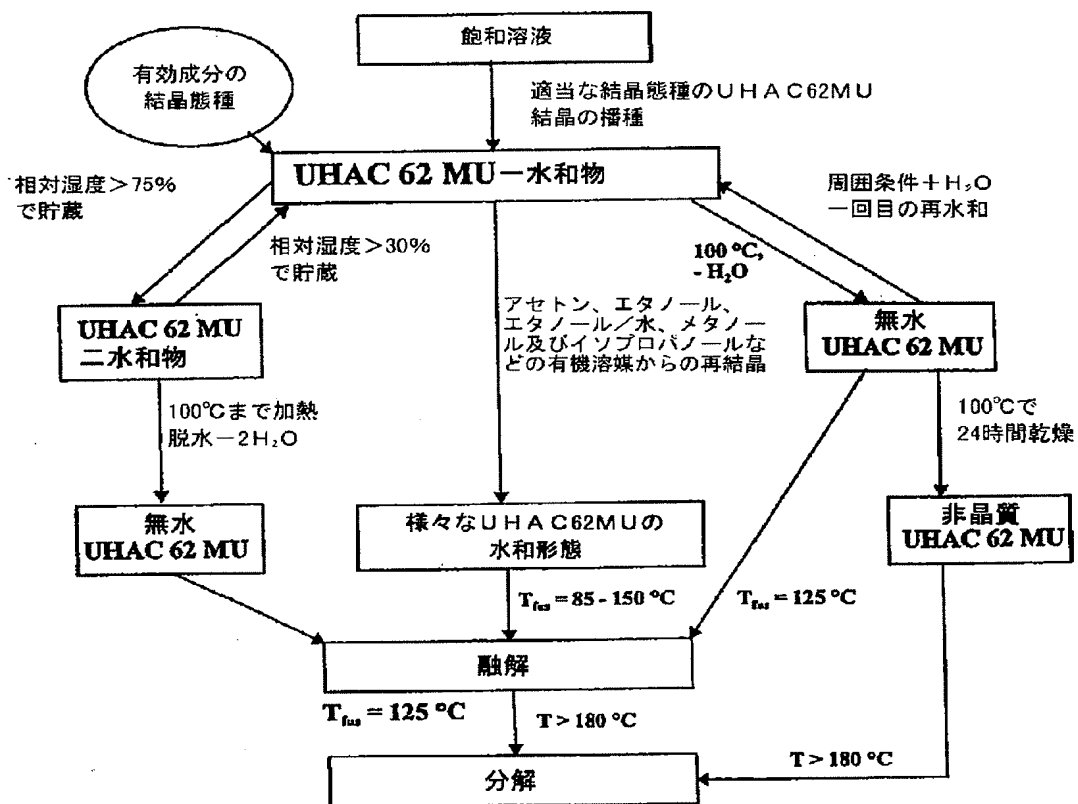 飽和溶液
有効成分の
結晶態種
適当な結晶態種のUHAC62MU
結晶の播種
UHAC 62 MU一水和物
相対湿度>75%
で貯蔵
相対湿度>30%
で貯蔵
周囲条件+H₂O
一回目の再水和
100 °C,
- H₂O
UHAC 62 MU
二水和物
アセトン、エタノール、
エタノール/水、メタノー
ル及びイソプロパノールな
どの有機溶媒からの再結晶
無水
UHAC 62 MU
100℃まで加熱
脱水-2H₂O
100℃で
24時間乾燥
無水
UHAC 62 MU
様々なUHAC62MUの
水和形態
非晶質
UHAC 62 MU
T_fus = 85 - 150 °C
T_fus = 125 °C
融解
T_fus = 125 °C
T > 180 °C
T > 180 °C
分解